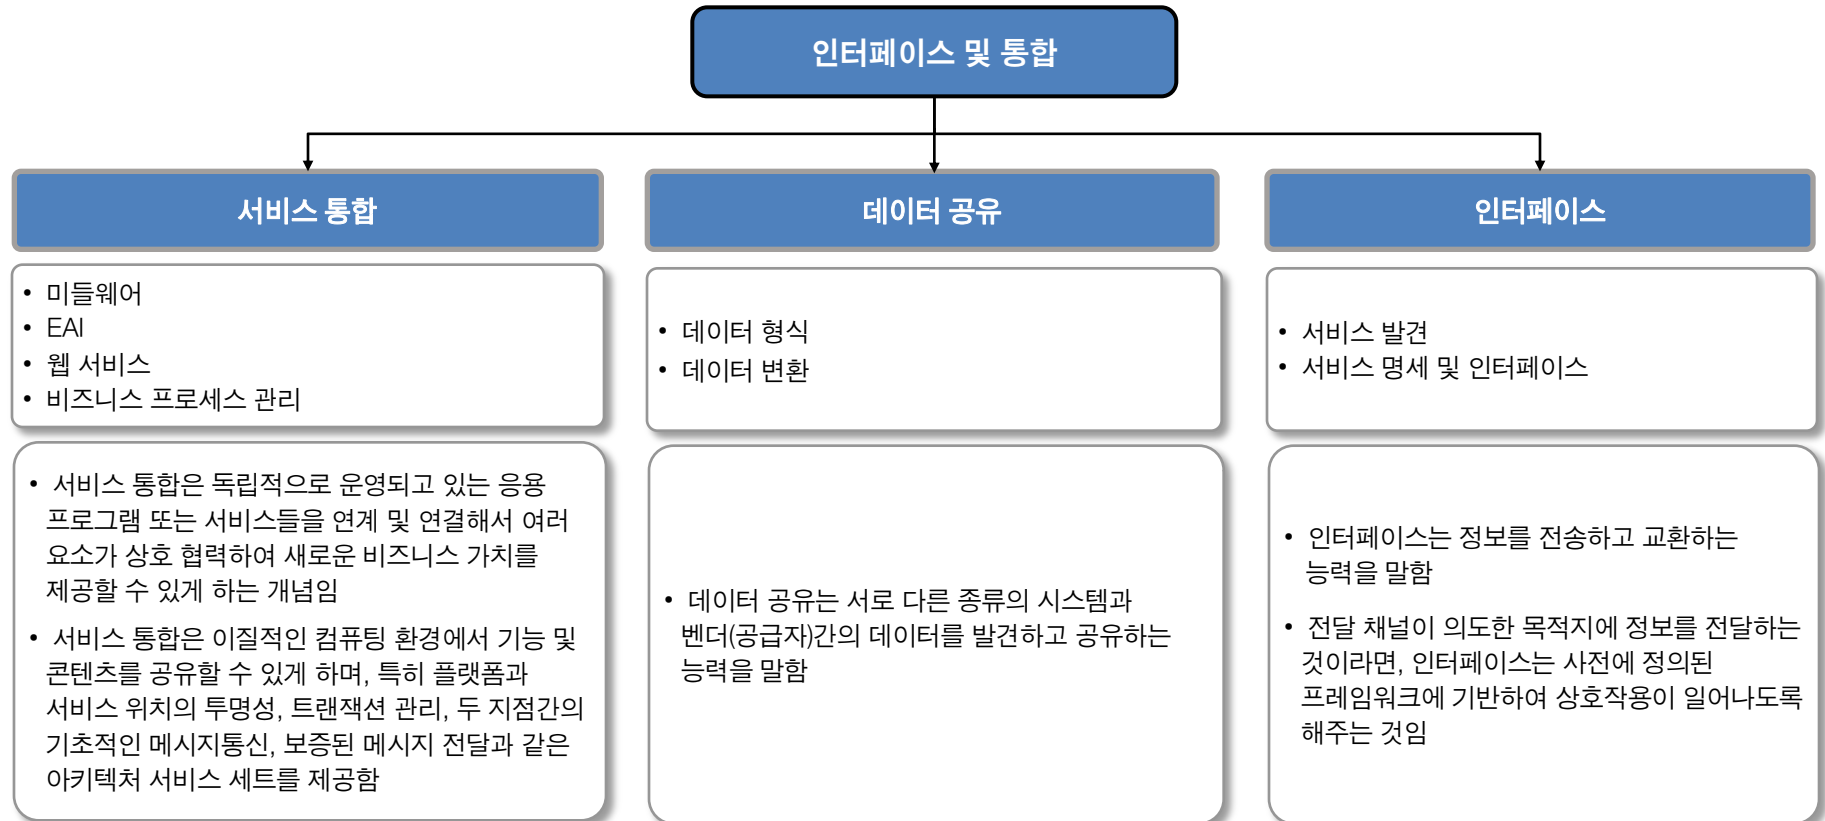 인터페이스 및 통합
서비스 통합
• 미들웨어
• EAI
• 웹 서비스
• 비즈니스 프로세스 관리
• 서비스 통합은 독립적으로 운영되고 있는 응용
프로그램 또는 서비스들을 연계 및 연결해서 여러
요소가 상호 협력하여 새로운 비즈니스 가치를
제공할 수 있게 하는 개념임
• 서비스 통합은 이질적인 컴퓨팅 환경에서 기능 및
콘텐츠를 공유할 수 있게 하며, 특히 플랫폼과
서비스 위치의 투명성, 트랜잭션 관리, 두 지점간의
기초적인 메시지통신, 보증된 메시지 전달과 같은
아키텍처 서비스 세트를 제공함
데이터 공유
• 데이터 형식
• 데이터 변환
• 데이터 공유는 서로 다른 종류의 시스템과
벤더(공급자)간의 데이터를 발견하고 공유하는
능력을 말함
인터페이스
• 서비스 발견
• 서비스 명세 및 인터페이스
• 인터페이스는 정보를 전송하고 교환하는
능력을 말함
• 전달 채널이 의도한 목적지에 정보를 전달하는
것이라면, 인터페이스는 사전에 정의된
프레임워크에 기반하여 상호작용이 일어나도록
해주는 것임